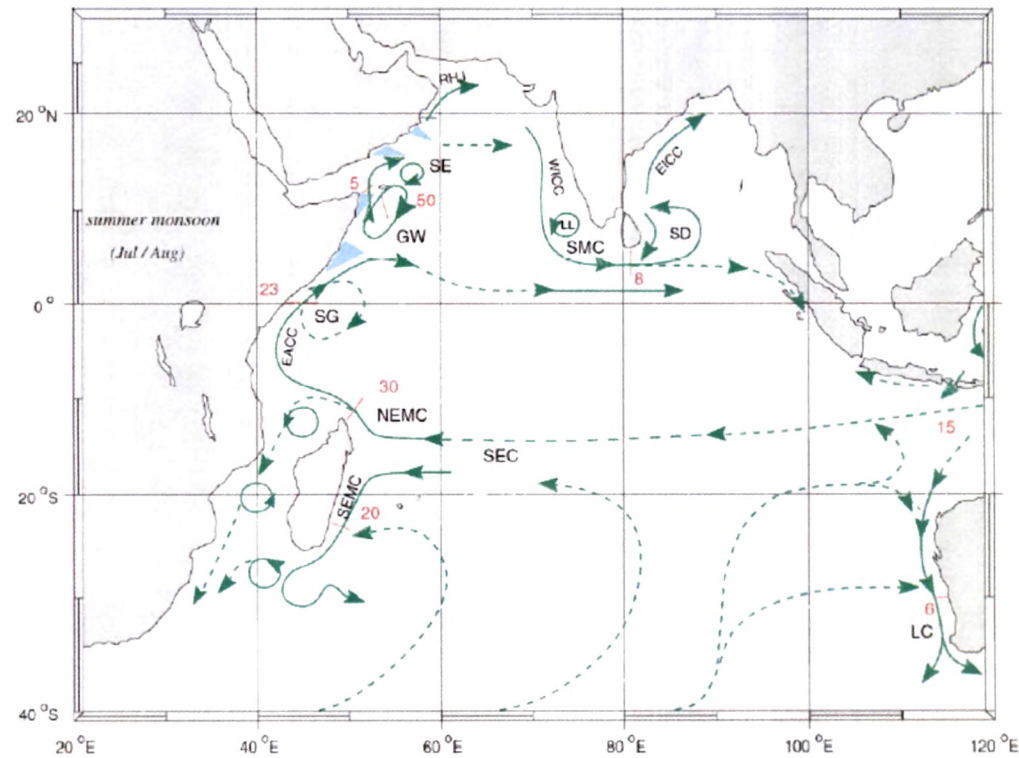 RHJ
20 °N
WICC
EICC
SE
5
50
summer monsoon
(Jul / Aug)
LL
SD
GW
SMC
8
23
0 °
SG
EACC
30
NEMC
15
SEC
20 °S
SEMC
20
6
LC
40 °S
20 °E
40 °E
60 °E
80 °E
100 °E
120 °E